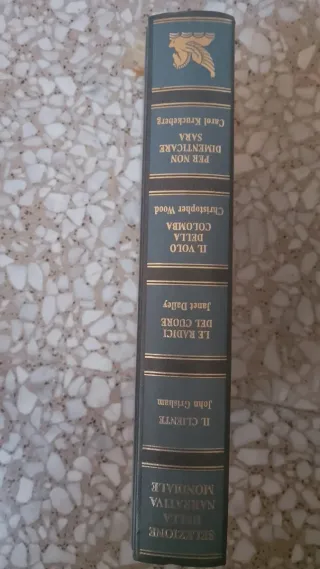 SELEZIONE
DELLA
NARRATIVA
MONDIALE
IL CLIENTE
John Grisham
LE RADICI
DEL CUORE
Janet Dailey
IL VOLO
DELLA
COLOMBA
Christopher Wood
PER NON
DIMENTICARE
SARA
Carol Kruckeberg